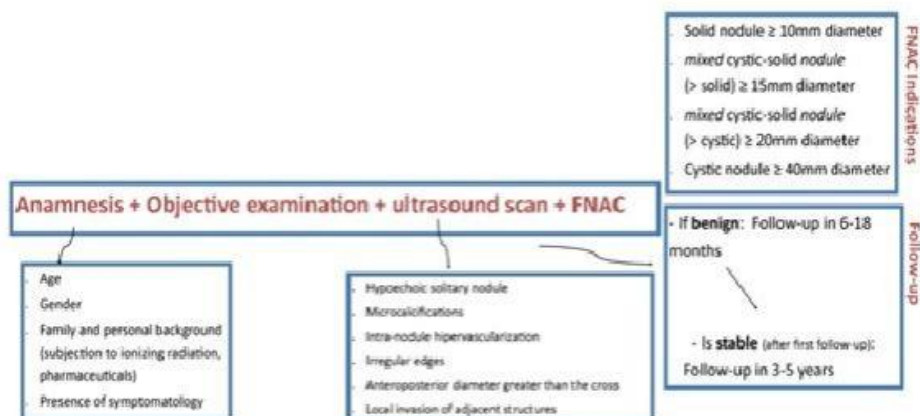 Solid nodule ≥ 10mm diameter
mixed cystic-solid nodule
(> solid) ≥ 15mm diameter
mixed cystic-solid nodule
(> cystic) ≥ 20mm diameter
Cystic nodule ≥ 40mm diameter
FNAC Indications
Anamnesis + Objective examination + ultrasound scan + FNAC
- If benign: Follow-up in 6-18
months
- Is stable (after first follow-up):
Follow-up in 3-5 years
Follow-up
Age
Gender
Family and personal background
(subjection to ionizing radiation,
pharmaceuticals)
Presence of symptomatology
Hypoechoic solitary nodule
Microcalcifications
Intra-nodule hipervascularization
Irregular edges
Anteroposterior diameter greater than the cross
Local invasion of adjacent structures